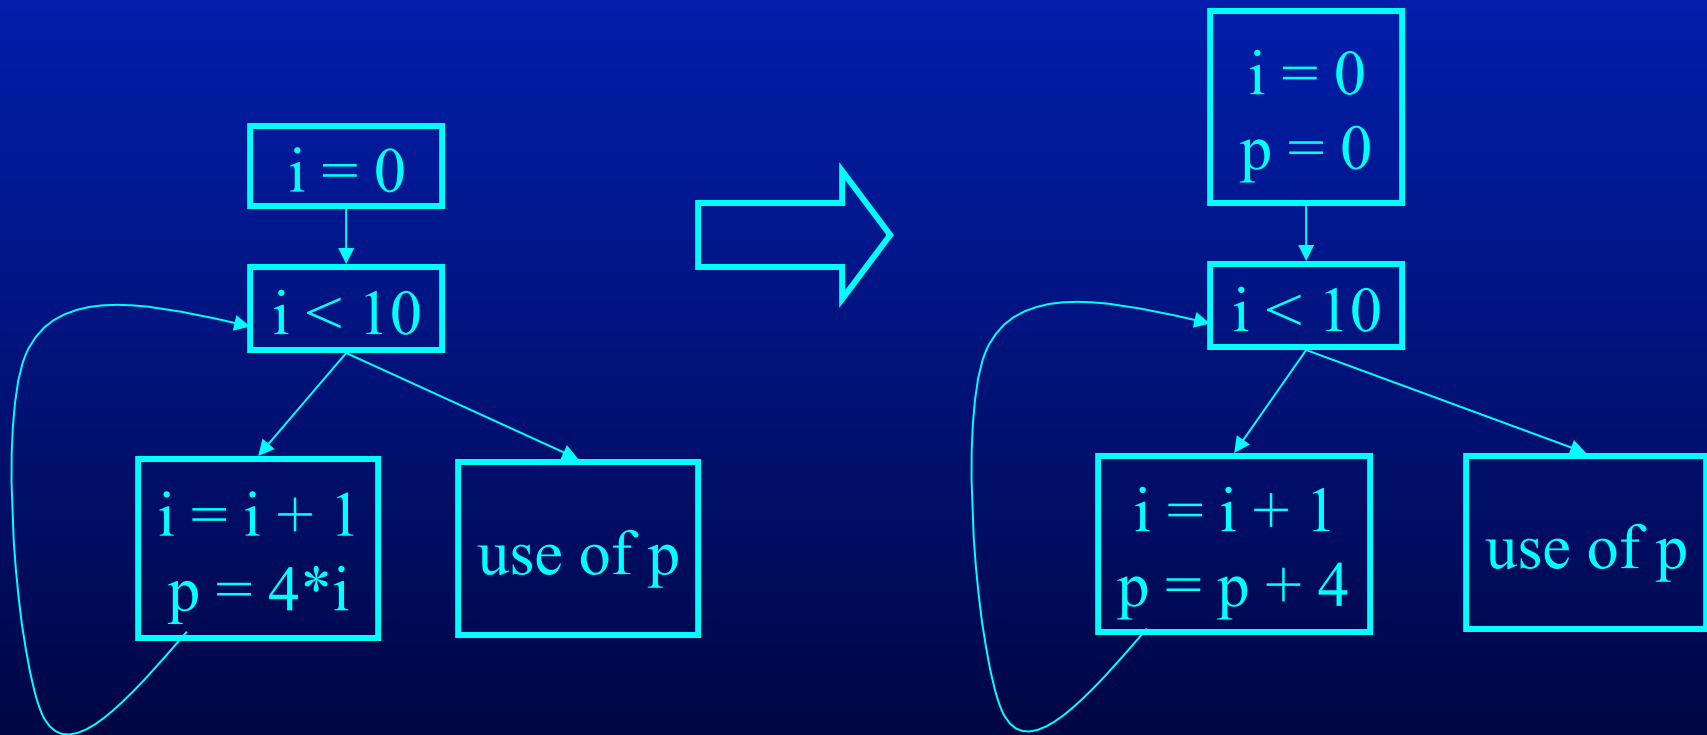 i = 0
i < 10
i = i + 1
p = 4*i
use of p
i = 0
p = 0
i < 10
i = i + 1
p = p + 4
use of p